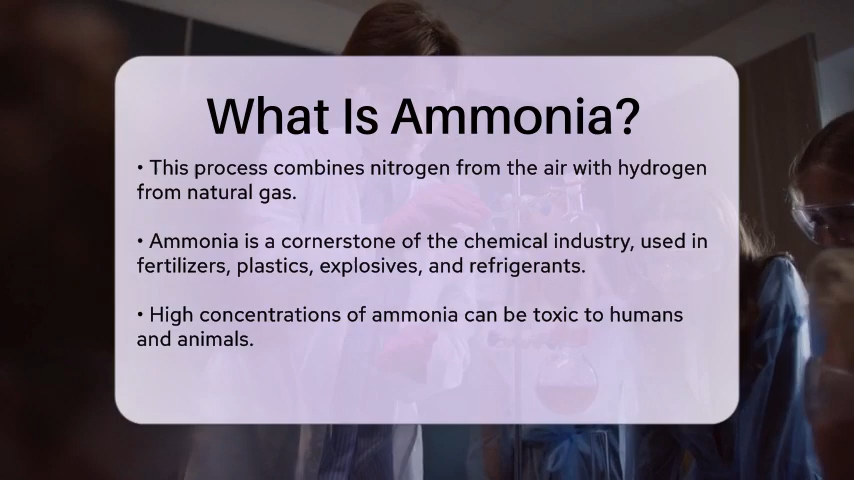 What Is Ammonia?
• This process combines nitrogen from the air with hydrogen
from natural gas.
• Ammonia is a cornerstone of the chemical industry, used in
fertilizers, plastics, explosives, and refrigerants.
• High concentrations of ammonia can be toxic to humans
and animals.